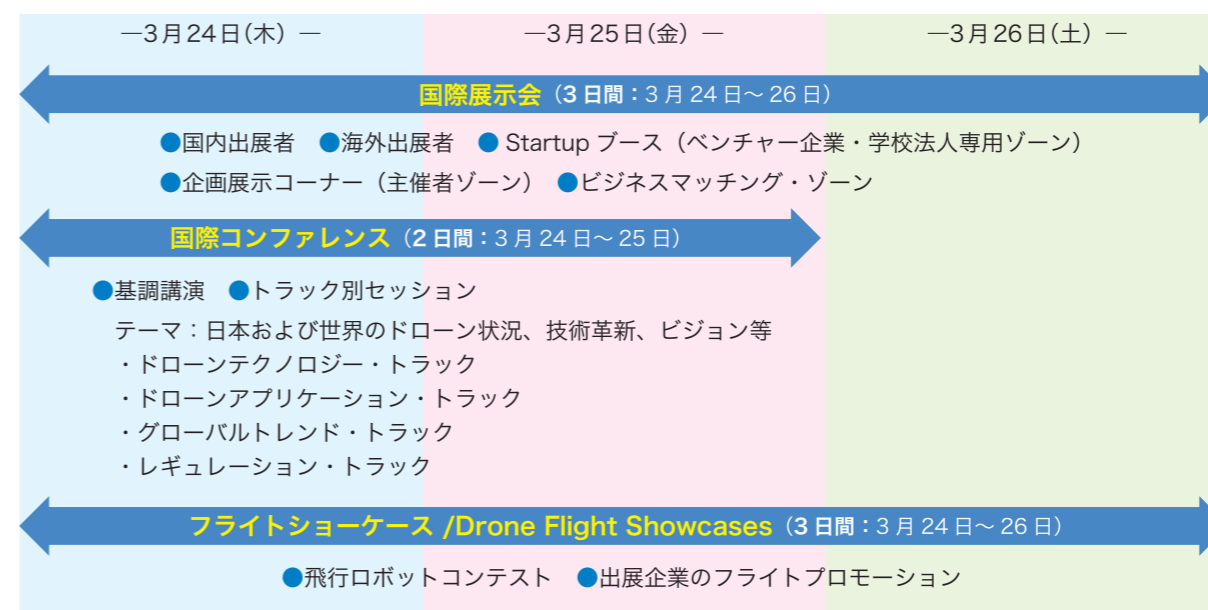 ―3月24日(木) ― ―3月25日(金) ― ―3月26日(土) ―
国際展示会(3日間:3月24日〜26日)
●国内出展者 ●海外出展者 ● Startup ブース(ベンチャー企業・学校法人専用ゾーン)
●企画展示コーナー(主催者ゾーン) ●ビジネスマッチング・ゾーン
国際コンファレンス(2日間:3月24日〜25日)
●基調講演 ●トラック別セッション
テーマ:日本および世界のドローン状況、技術革新、ビジョン等
・ドローンテクノロジー・トラック
・ドローンアプリケーション・トラック
・グローバルトレンド・トラック
・レギュレーション・トラック
フライトショーケース /Drone Flight Showcases(3日間:3月24日〜26日)
●飛行ロボットコンテスト ●出展企業のフライトプロモーション